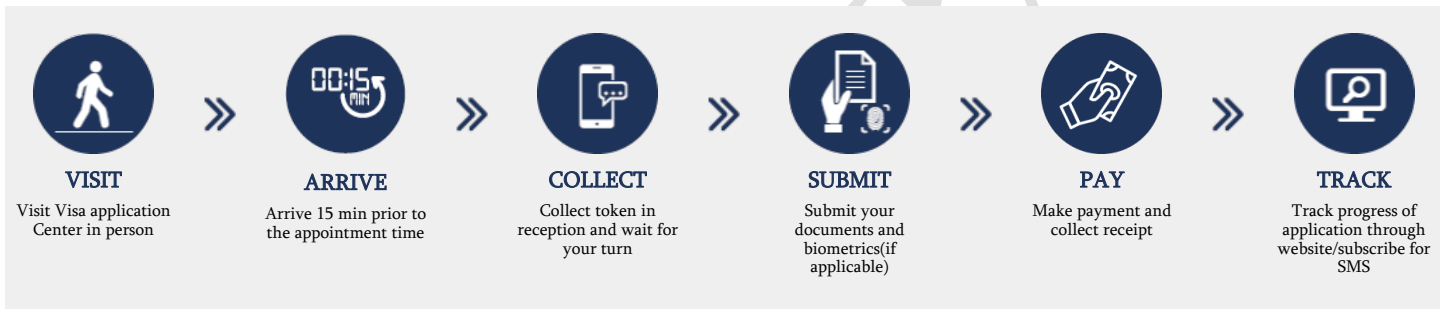 00:15
MIN
VISIT
Visit Visa application
Center in person
ARRIVE
Arrive 15 min prior to
the appointment time
COLLECT
Collect token in
reception and wait for
your turn
SUBMIT
Submit your
documents and
biometrics(if
applicable)
PAY
Make payment and
collect receipt
TRACK
Track progress of
application through
website/subscribe for
SMS